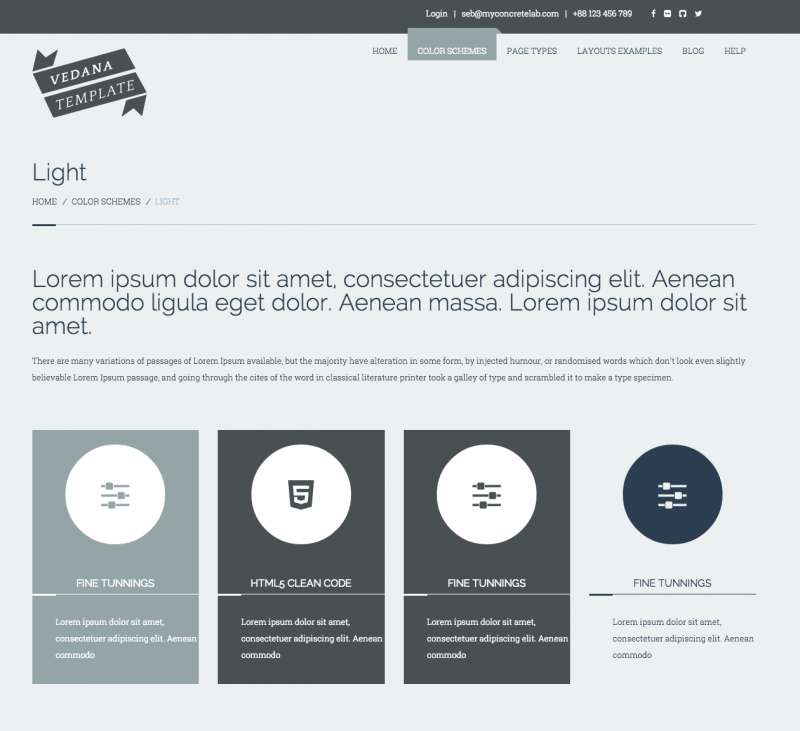 Login | seb@myconcretelab.com | +88 123 456 789
VEDANA
TEMPLATE
HOME COLOR SCHEMES PAGE TYPES LAYOUTS EXAMPLES BLOG HELP
Light
HOME / COLOR SCHEMES / LIGHT
Lorem ipsum dolor sit amet, consectetuer adipiscing elit. Aenean
commodo ligula eget dolor. Aenean massa. Lorem ipsum dolor sit
amet.
There are many variations of passages of Lorem Ipsum available, but the majority have alteration in some form, by injected humour, or randomised words which don't look even slightly
believable Lorem Ipsum passage, and going through the cites of the word in classical literature printer took a galley of type and scrambled it to make a type specimen.
FINE TUNNINGS
Lorem ipsum dolor sit amet,
consectetuer adipiscing elit. Aenean
commodo
HTML5 CLEAN CODE
Lorem ipsum dolor sit amet,
consectetuer adipiscing elit. Aenean
commodo
FINE TUNNINGS
Lorem ipsum dolor sit amet,
consectetuer adipiscing elit. Aenean
commodo
FINE TUNNINGS
Lorem ipsum dolor sit amet,
consectetuer adipiscing elit. Aenean
commodo